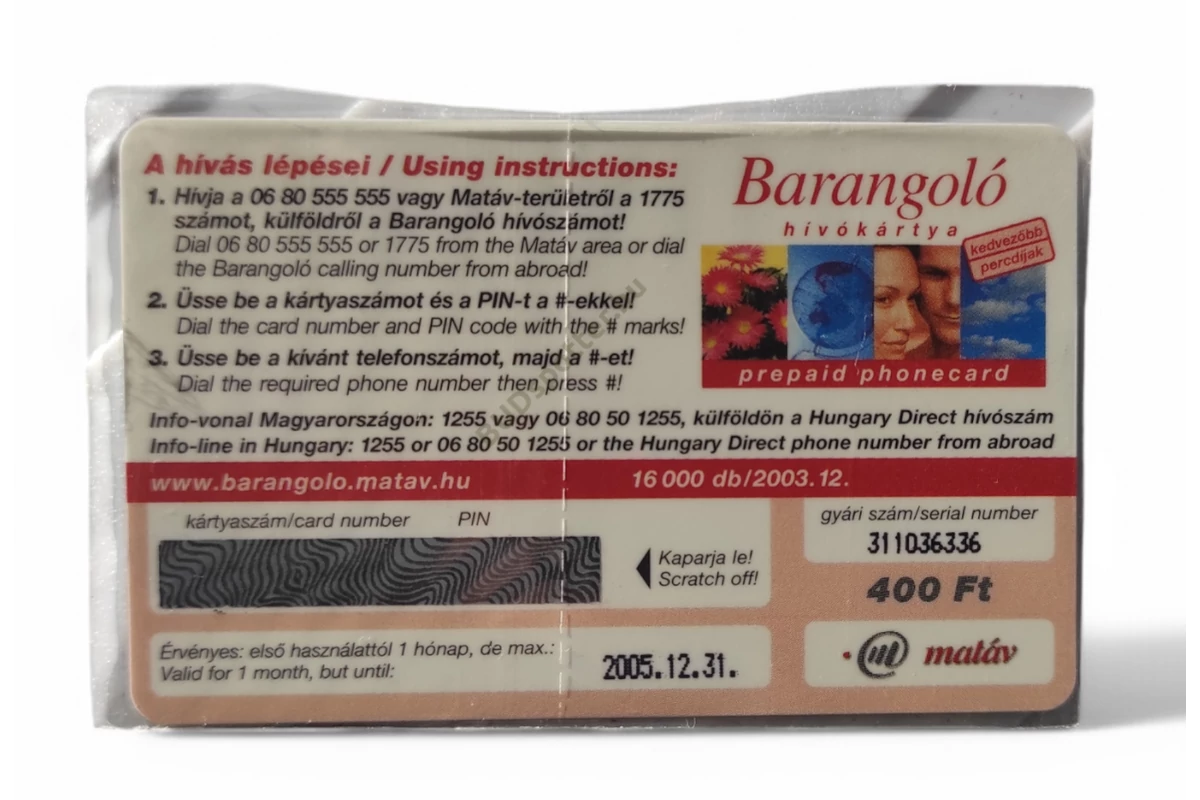 A hívás lépései / Using instructions:
1. Hívja a 06 80 555 555 vagy Matáv-területről a 1775
számot, külföldről a Barangoló hívószámot!
Dial 06 80 555 555 or 1775 from the Matáv area or dial
the Barangoló calling number from abroad!
2. Üsse be a kártyaszámot és a PIN-t a #-ekkel!
Dial the card number and PIN code with the # marks!
3. Üsse be a kívánt telefonszámot, majd a #-et!
Dial the required phone number then press #!
Barangoló
hívókártya
kedvezőbb
percdíjak
prepaid phonecard
Info-vonal Magyarországon: 1255 vagy 06 80 50 1255, külföldön a Hungary Direct hívószám
Info-line in Hungary: 1255 or 06 80 50 1255 or the Hungary Direct phone number from abroad
www.barangolo.matav.hu 16 000 db/2003.12.
kártyaszám/card number PIN
Kaparja le!
Scratch off!
gyári szám/serial number
311036336
400 Ft
Érvényes: első használattót 1 hónap, de max.:
Valid for 1 month, but until:
2005.12.31.
matáv